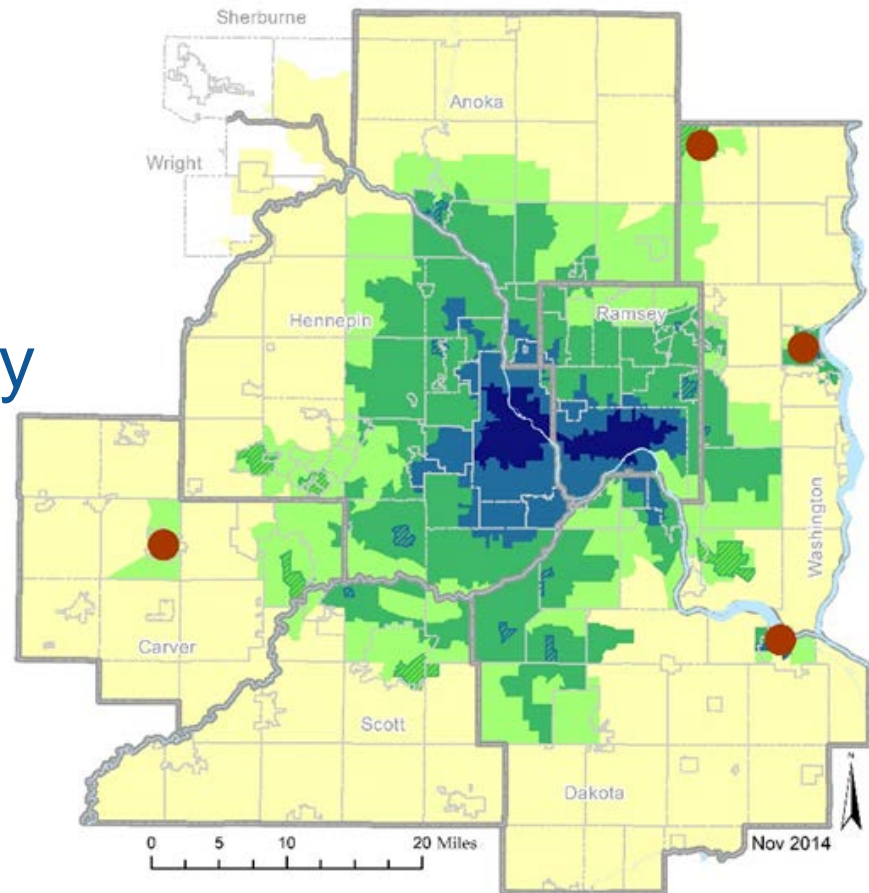 Sherburne
Anoka
Wright
Hennepin
Ramsey
y
Washington
Carver
Scott
Dakota
N
0 5 10 20 Miles
Nov 2014